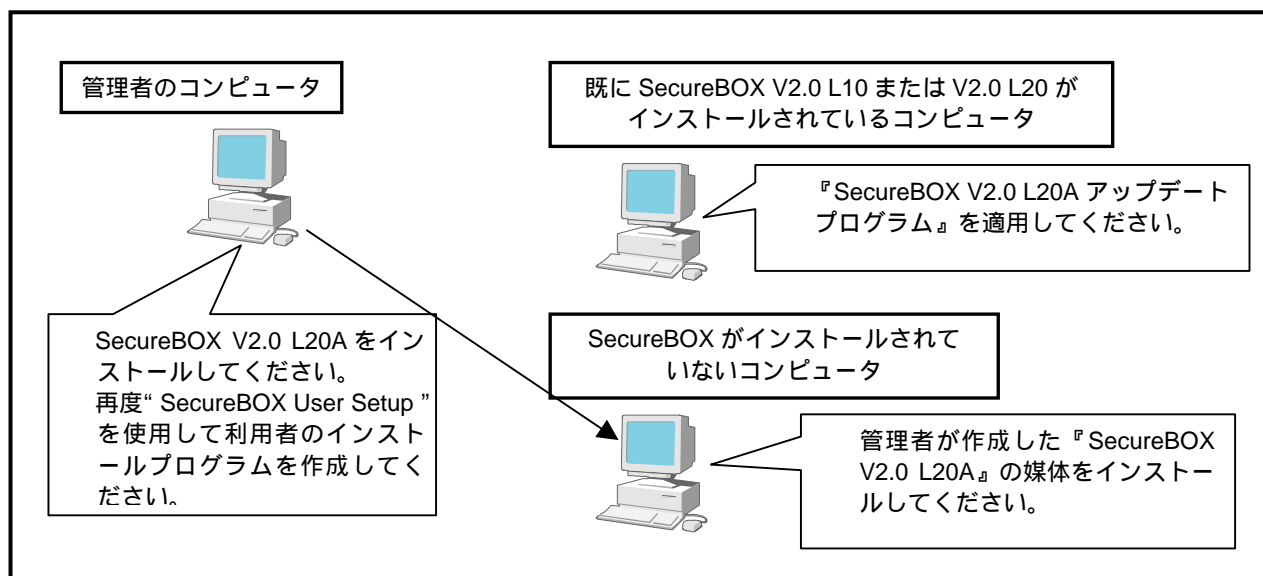 管理者のコンピュータ
既に SecureBOX V2.0 L10 または V2.0 L20 が
インストールされているコンピュータ
『SecureBOX V2.0 L20A アップデート
プログラム』を適用してください。
SecureBOX V2.0 L20A をイン
ストールしてください。
再度“ SecureBOX User Setup ”
を使用して利用者のインスト
ールプログラムを作成してく
ださい。
SecureBOX がインストールされて
いないコンピュータ
管理者が作成した『SecureBOX
V2.0 L20A』の媒体をインストー
ルしてください。